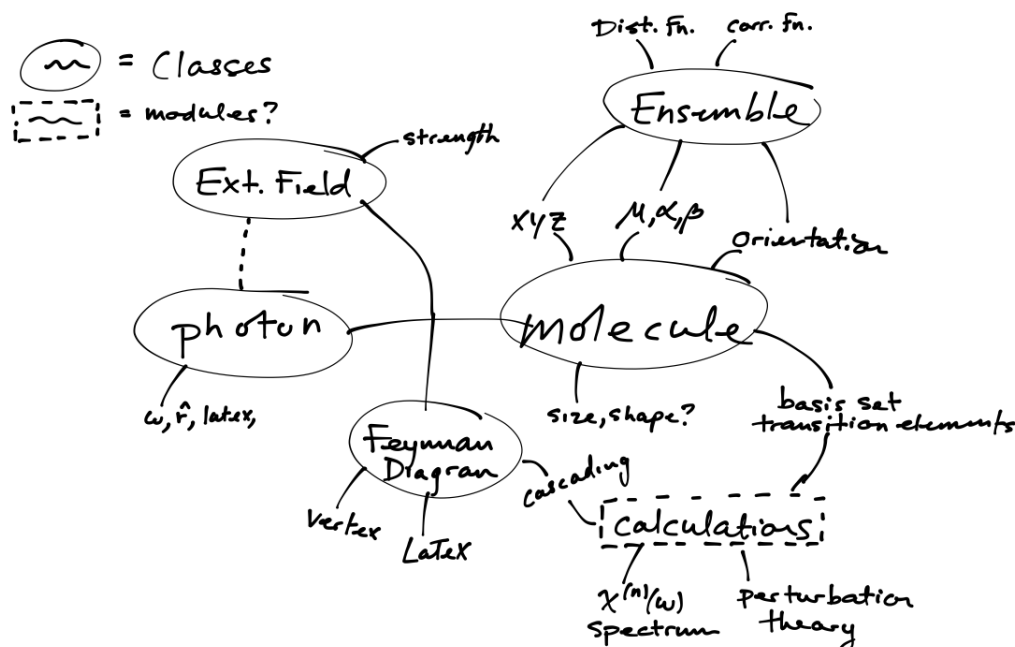 = Classes
= modules?
Dist. Fn.
Corr. Fn.
Ensumble
strength
Ext. Field
XYZ
μ, α, β
Orientation
photon
molecule
ω, r̂, latex,
size, shape?
basis set
transition elements
Feynman
Diagram
cascading
Vertex
LaTeX
Calculations
χ⁽ⁿ⁾(ω)
spectrum
perturbation
theory